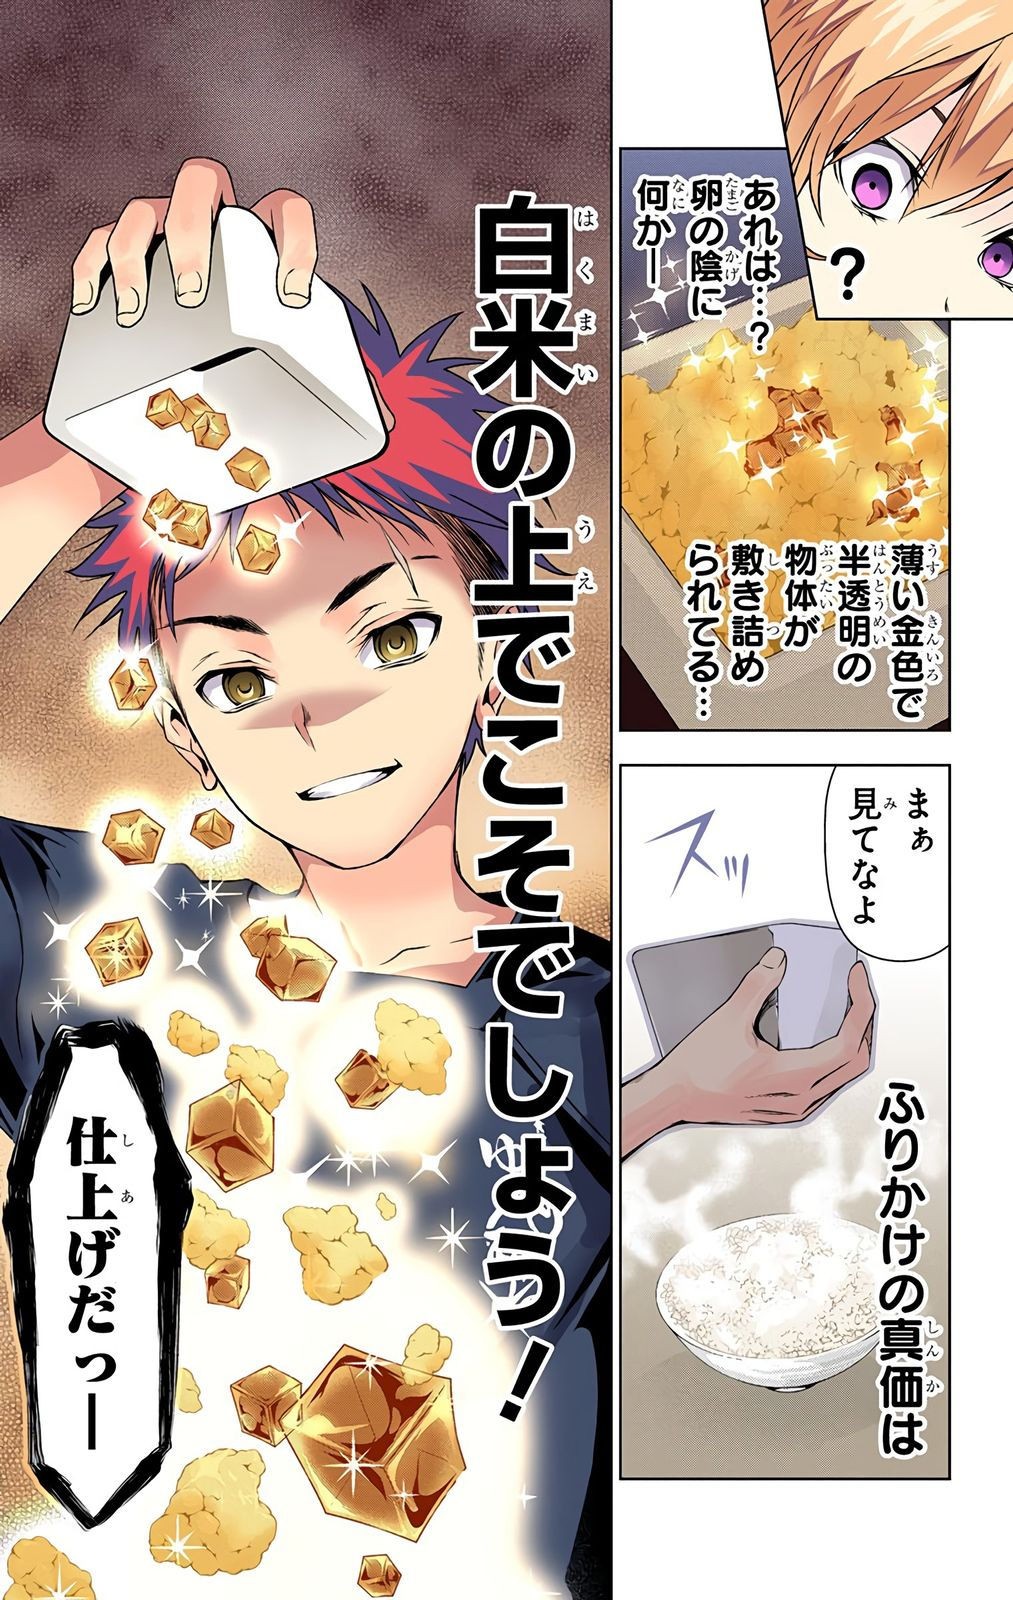 ？
あれは…？
卵の陰に
何かー
薄い金色で
半透明の
物体が
敷き詰め
られてる…
まぁ
見てなよ
スッ
ふりかけの真価は
白米の上でこそでしょう！
仕上げだっー